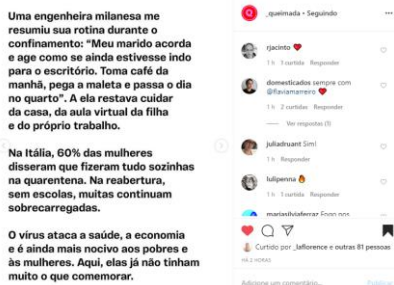 Uma engenheira milanesa me
resumiu sua rotina durante o
confinamento: “Meu marido acorda
e age como se ainda estivesse indo
para o escritório. Toma café da
manhã, pega a maleta e passa o dia
no quarto”. A ela restava cuidar
da casa, da aula virtual da filha
e do próprio trabalho.
Na Itália, 60% das mulheres
disseram que fizeram tudo sozinhas
na quarentena. Na reabertura,
sem escolas, muitas continuam
sobrecarregadas.
O vírus ataca a saúde, a economia
e é ainda mais nocivo aos pobres e
às mulheres. Aqui, elas já não tinham
muito o que comemorar.
_queimada • Seguindo
rjacinto
1 h 1 curtida Responder
domesticados sempre com
@flaviamarreiro
1 h 2 curtidas Responder
Ver respostas (1)
juliadruant Sim!
1 h Responder
lulipenna
1 h 1 curtida Responder
mariasilviaferraz
Curtido por _laflorence e outras 81 pessoas
HÁ 2 HORAS
Adicione um comentário...
Publicar